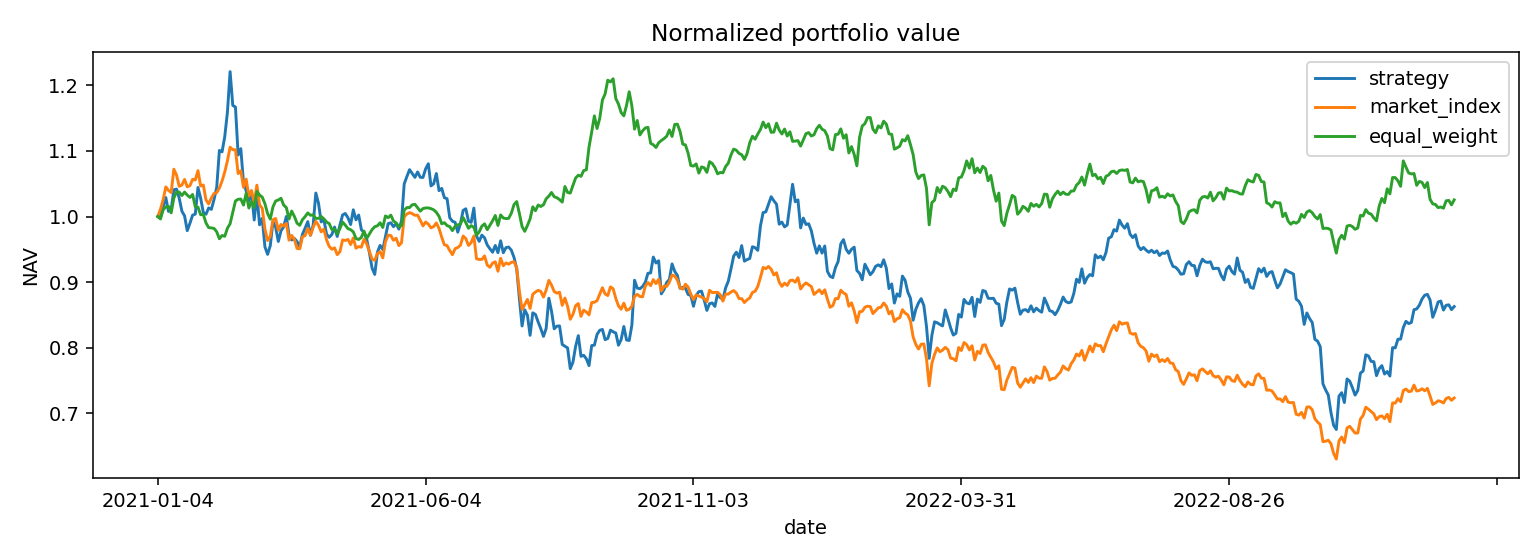 Normalized portfolio value
strategy
market_index
equal_weight
NAV
1.2
1.1
1.0
0.9
0.8
0.7
2021-01-04
2021-06-04
2021-11-03
2022-03-31
2022-08-26
date